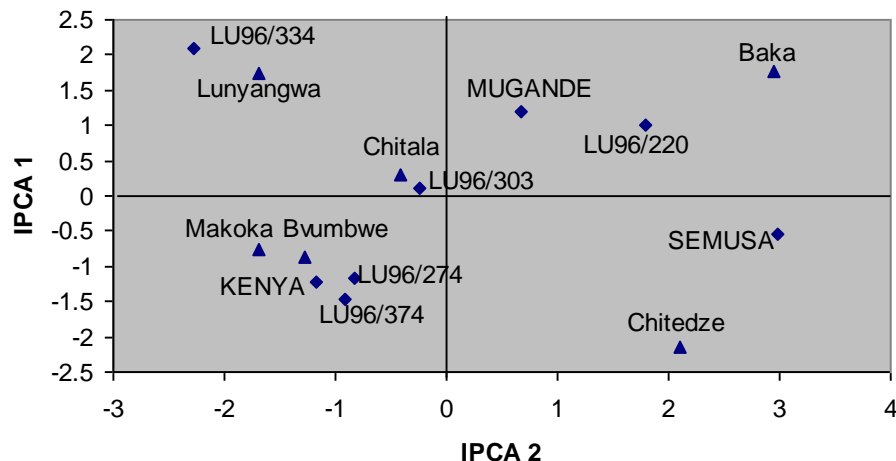 2.5
LU96/334
2
Baka
Lunyangwa
MUGANDE
1.5
1
LU96/220
Chitala
0.5
LU96/303
IPCA 1
0
Makoka Bvumbwe
-0.5
SEMUSA
-1
LU96/274
KENYA
-1.5
LU96/374
Chitedze
-2
-2.5
-3 -2 -1 0 1 2 3 4
IPCA 2